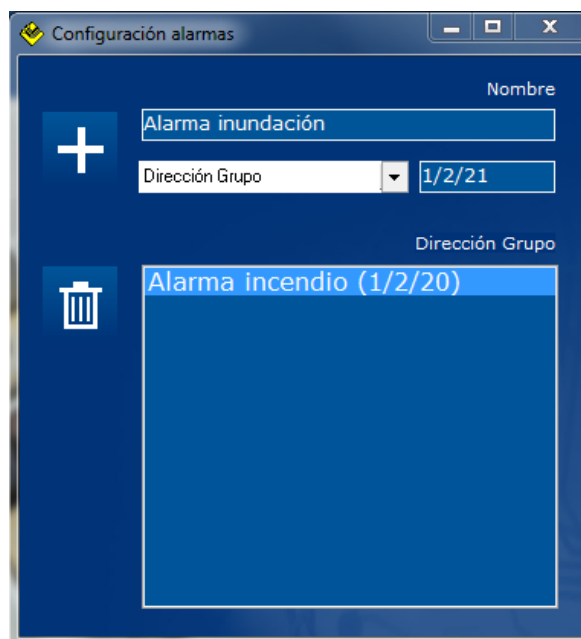 Configuración alarmas
Nombre
Alarma inundación
Dirección Grupo 1/2/21
Dirección Grupo
Alarma incendio (1/2/20)